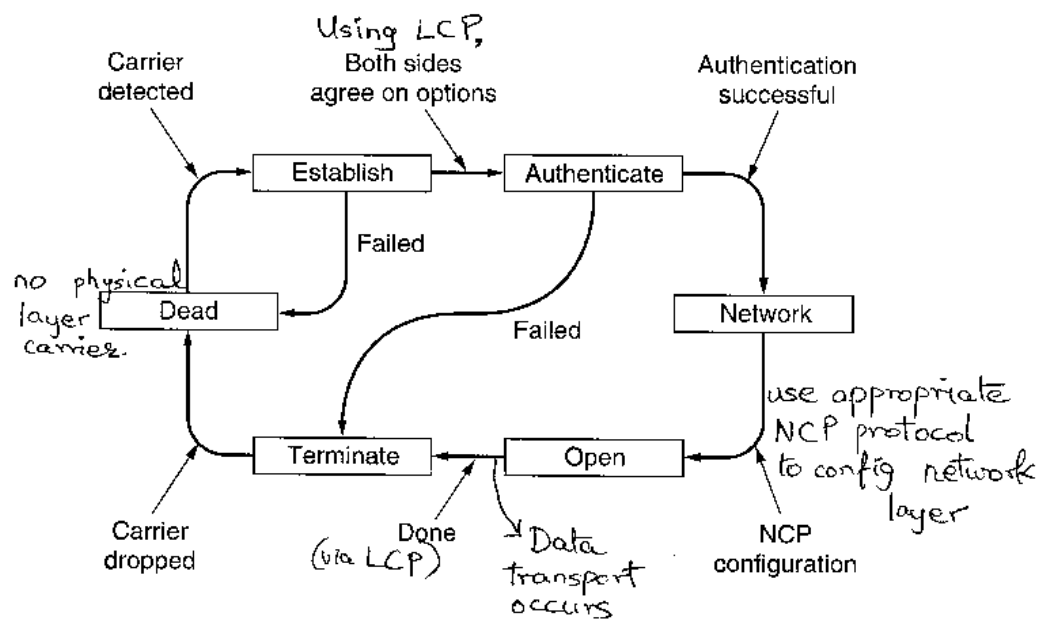 Using LCP,
Carrier
detected
Both sides
agree on options
Authentication
successful
Establish
Authenticate
Failed
no physical
layer
carrier.
Dead
Failed
Network
use appropriate
NCP protocol
to config network
layer
Terminate
Open
Carrier
dropped
Done
(via LCP)
Data
transport
occurs
NCP
configuration